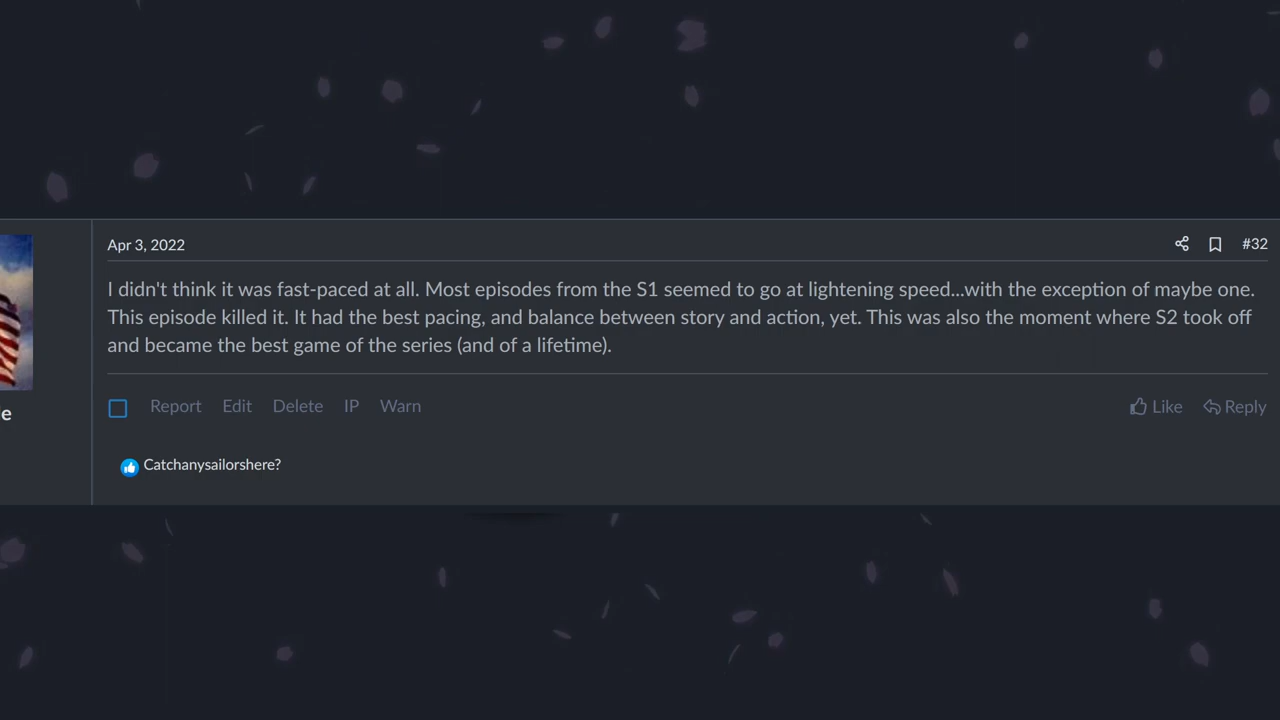 Apr 3, 2022
#32
I didn't think it was fast-paced at all. Most episodes from the S1 seemed to go at lightening speed...with the exception of maybe one.
This episode killed it. It had the best pacing, and balance between story and action, yet. This was also the moment where S2 took off
and became the best game of the series (and of a lifetime).
e
Report Edit Delete IP Warn Like Reply
Catchanysailorshere?